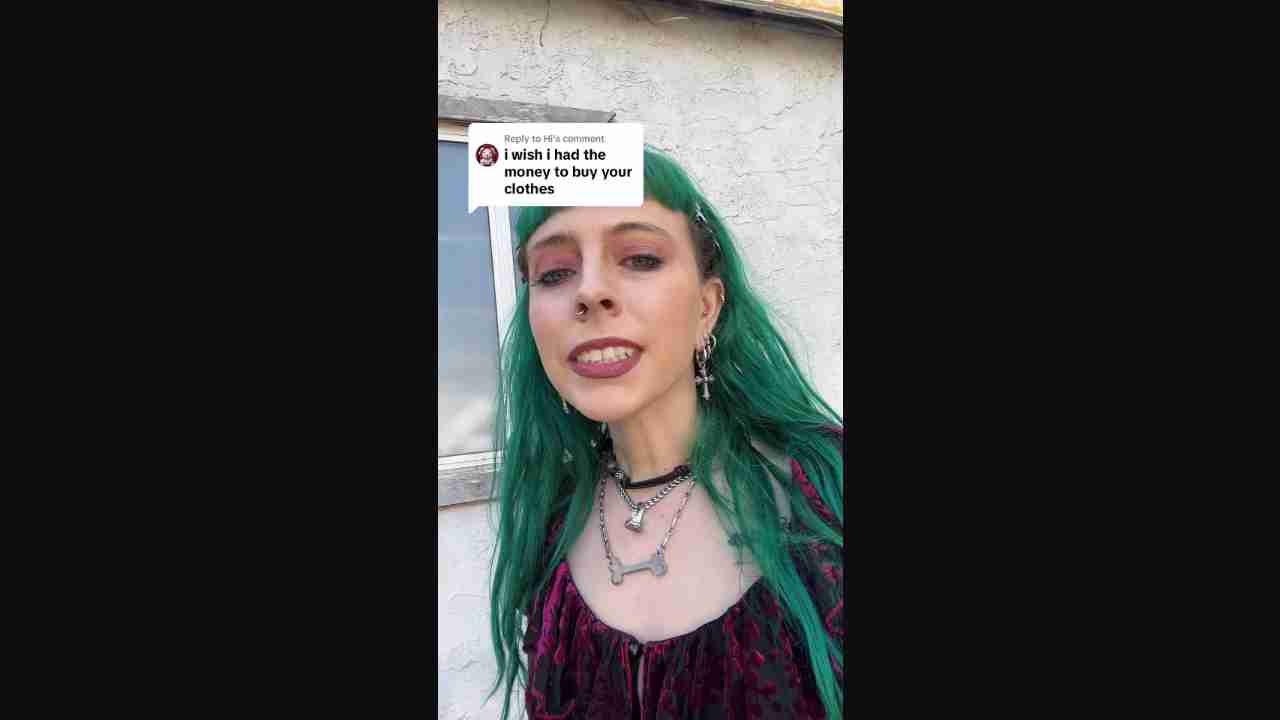 Reply to Hi's comment
i wish i had the
money to buy your
clothes